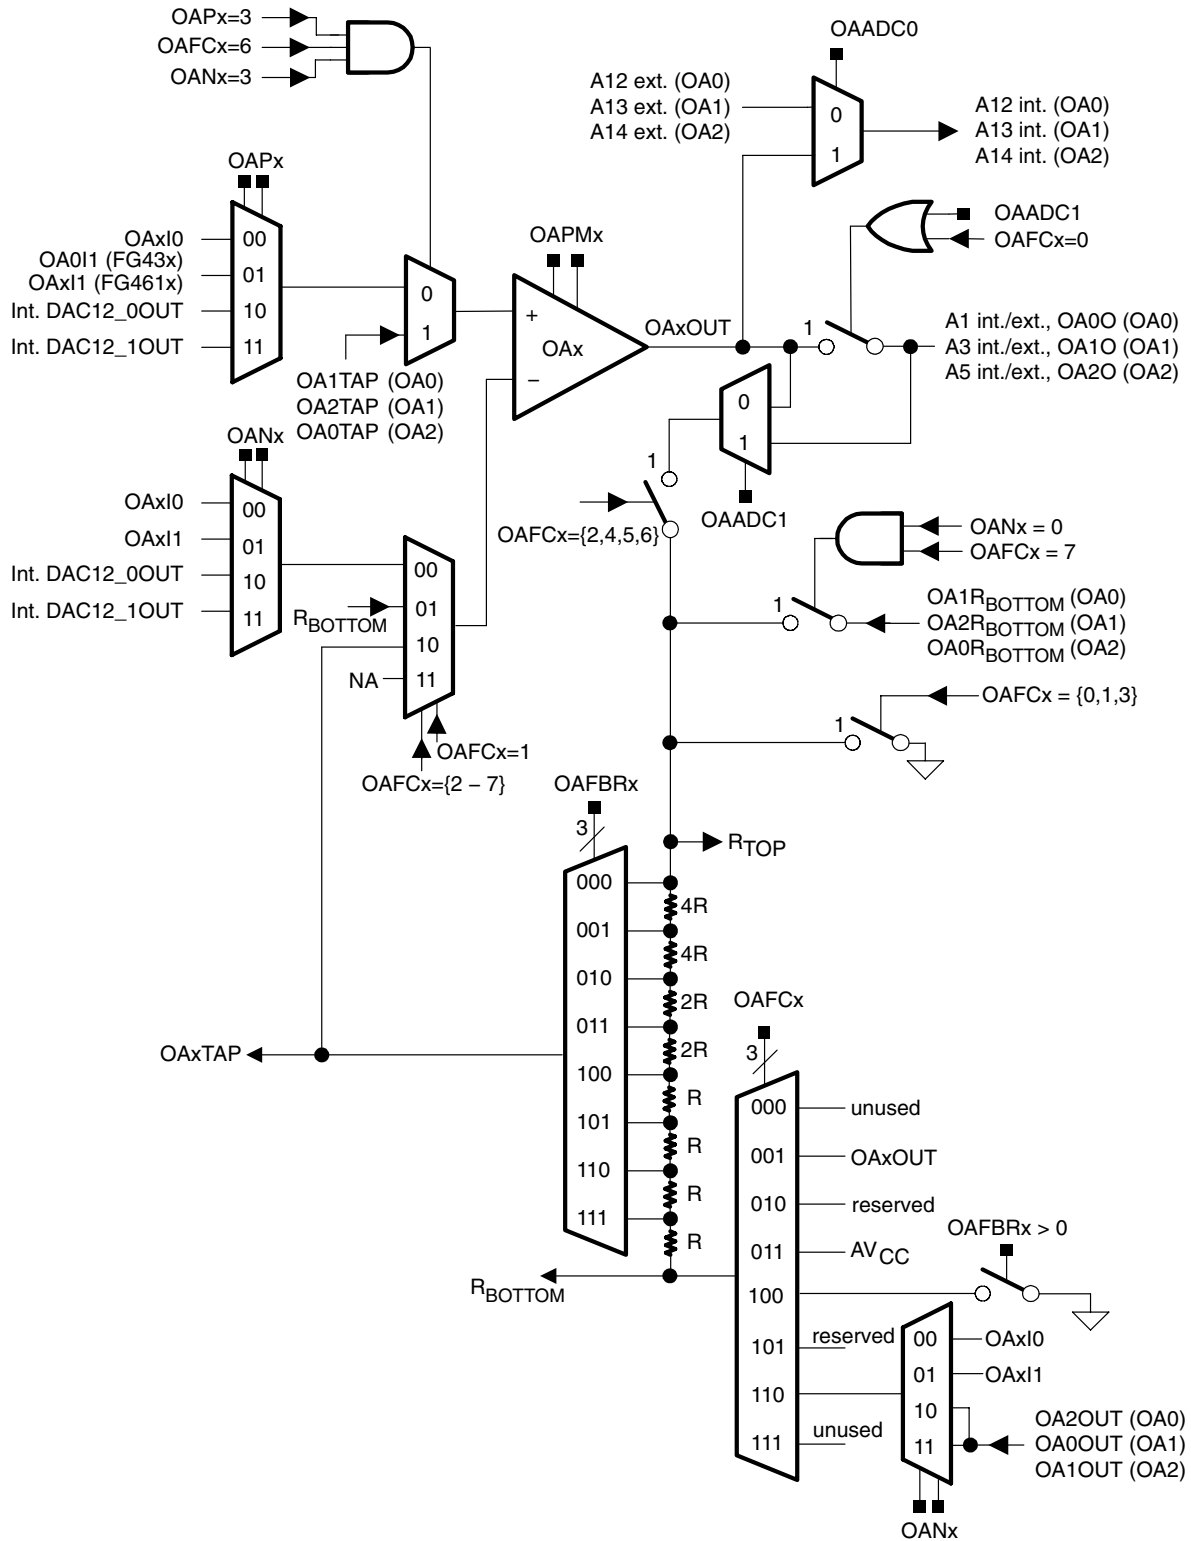 OAPx=3
OAFCx=6
OANx=3
OAADC0
A12 ext. (OA0)
A13 ext. (OA1)
A14 ext. (OA2)
0
1
A12 int. (OA0)
A13 int. (OA1)
A14 int. (OA2)
OAPx
OAxI0
OA0I1 (FG43x)
OAxI1 (FG461x)
Int. DAC12_0OUT
Int. DAC12_1OUT
00
01
10
11
0
1
OA1TAP (OA0)
OA2TAP (OA1)
OA0TAP (OA2)
OAPMx
+
OAx
−
OAxOUT
OAADC1
OAFCx=0
1
A1 int./ext., OA0O (OA0)
A3 int./ext., OA1O (OA1)
A5 int./ext., OA2O (OA2)
0
1
OAADC1
1
OAFCx={2,4,5,6}
OANx
OAxI0
OAxI1
Int. DAC12_0OUT
Int. DAC12_1OUT
00
01
10
11
RBOTTOM
NA
00
01
10
11
OAFCx=1
OAFCx={2 − 7}
OANx = 0
OAFCx = 7
1
OA1RBOTTOM (OA0)
OA2RBOTTOM (OA1)
OA0RBOTTOM (OA2)
OAFCx = {0,1,3}
1
OAFBRx
3
RTOP
000
001
010
011
100
101
110
111
4R
4R
2R
2R
R
R
R
R
OAxTAP
RBOTTOM
OAFCx
3
000
001
010
011
100
101
110
111
unused
OAxOUT
reserved
AVCC
OAFBRx > 0
reserved
unused
00
01
10
11
OAxI0
OAxI1
OA2OUT (OA0)
OA0OUT (OA1)
OA1OUT (OA2)
OANx